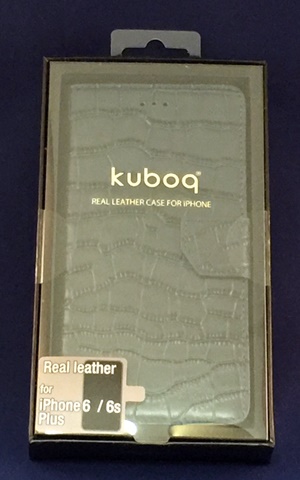 kuboq®
REAL LEATHER CASE FOR iPHONE
Real leather
for
iPhone 6 / 6s
Plus